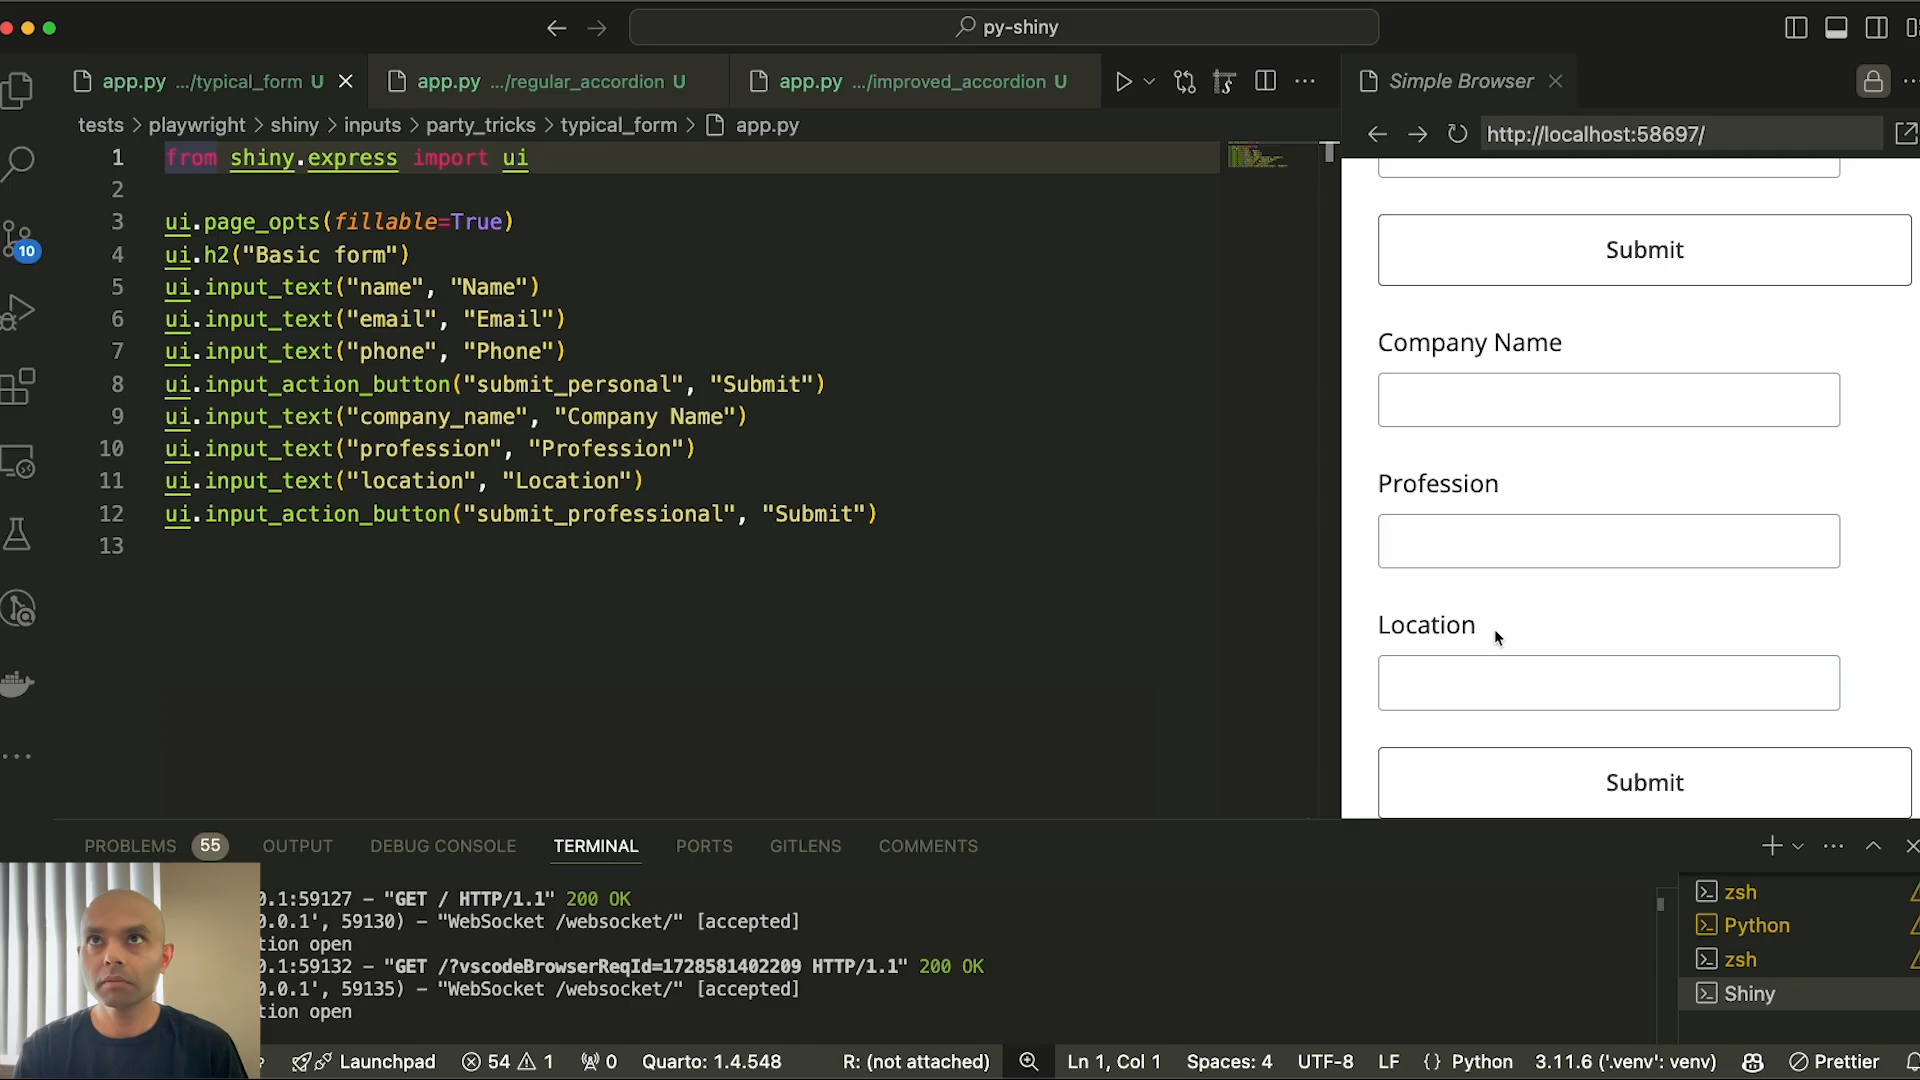 py-shiny
app.py .../typical_form U
app.py .../regular_accordion U
app.py .../improved_accordion U
Simple Browser
tests > playwright > shiny > inputs > party_tricks > typical_form > app.py
http://localhost:58697/
1 from shiny.express import ui
2
3 ui.page_opts(fillable=True)
4 ui.h2("Basic form")
5 ui.input_text("name", "Name")
6 ui.input_text("email", "Email")
7 ui.input_text("phone", "Phone")
8 ui.input_action_button("submit_personal", "Submit")
9 ui.input_text("company_name", "Company Name")
10 ui.input_text("profession", "Profession")
11 ui.input_text("location", "Location")
12 ui.input_action_button("submit_professional", "Submit")
13
10
Submit
Company Name
Profession
Location
Submit
PROBLEMS 55 OUTPUT DEBUG CONSOLE TERMINAL PORTS GITLENS COMMENTS
0.1:59127 – "GET / HTTP/1.1" 200 OK
0.0.1', 59130) – "WebSocket /websocket/" [accepted]
tion open
0.1:59132 – "GET /?vscodeBrowserReqId=1728581402209 HTTP/1.1" 200 OK
0.0.1', 59135) – "WebSocket /websocket/" [accepted]
tion open
zsh
Python
zsh
Shiny
Launchpad 54 1 0 Quarto: 1.4.548 R: (not attached) Ln 1, Col 1 Spaces: 4 UTF-8 LF {} Python 3.11.6 ('.venv': venv) Prettier